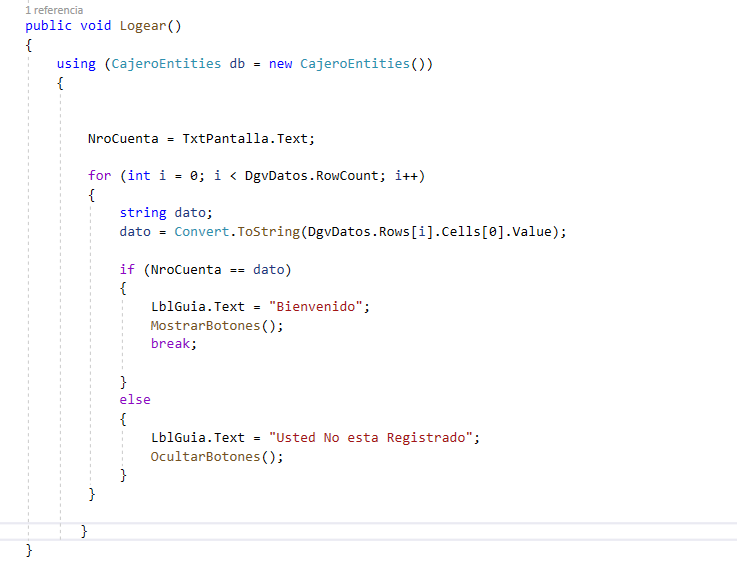 1 referencia
public void Logear()
{
using (CajeroEntities db = new CajeroEntities())
{
NroCuenta = TxtPantalla.Text;
for (int i = 0; i < DgvDatos.RowCount; i++)
{
string dato;
dato = Convert.ToString(DgvDatos.Rows[i].Cells[0].Value);
if (NroCuenta == dato)
{
LblGuia.Text = "Bienvenido";
MostrarBotones();
break;
}
else
{
LblGuia.Text = "Usted No esta Registrado";
OcultarBotones();
}
}
}
}